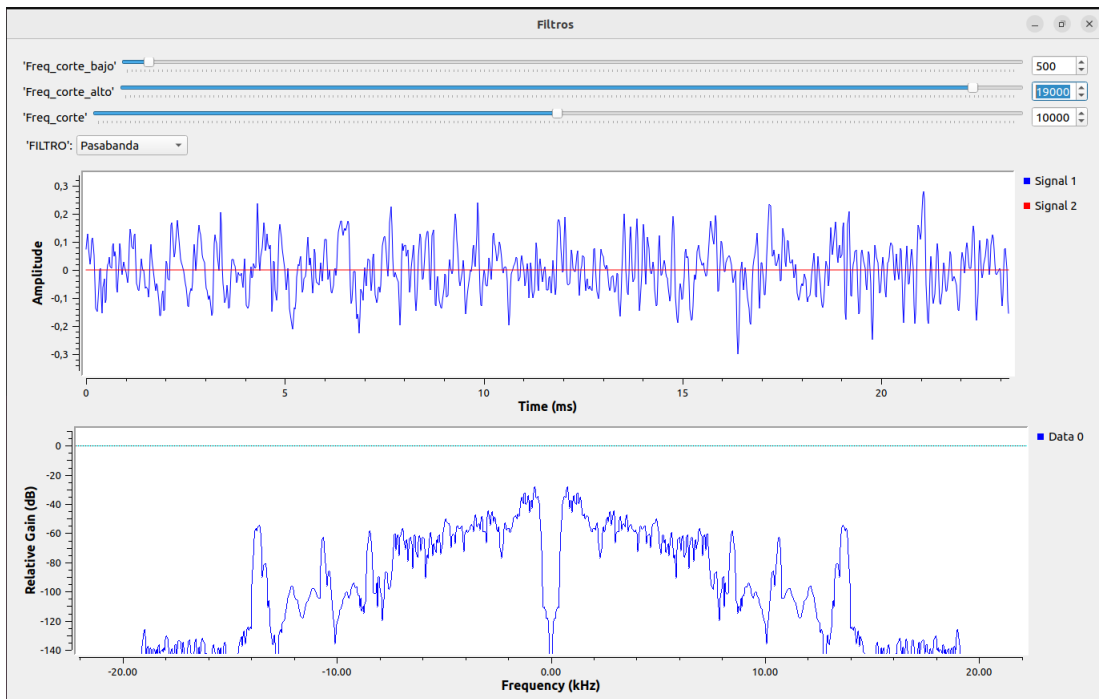 Filtros
'Freq_corte_bajo' 500
'Freq_corte_alto' 19000
'Freq_corte' 10000
'FILTRO': Pasabanda
Signal 1
Signal 2
Amplitude
0,3
0,2
0,1
0
-0,1
-0,2
-0,3
0 5 10 15 20
Time (ms)
Data 0
Relative Gain (dB)
0
-20
-40
-60
-80
-100
-120
-140
-20.00 -10.00 0.00 10.00 20.00
Frequency (kHz)